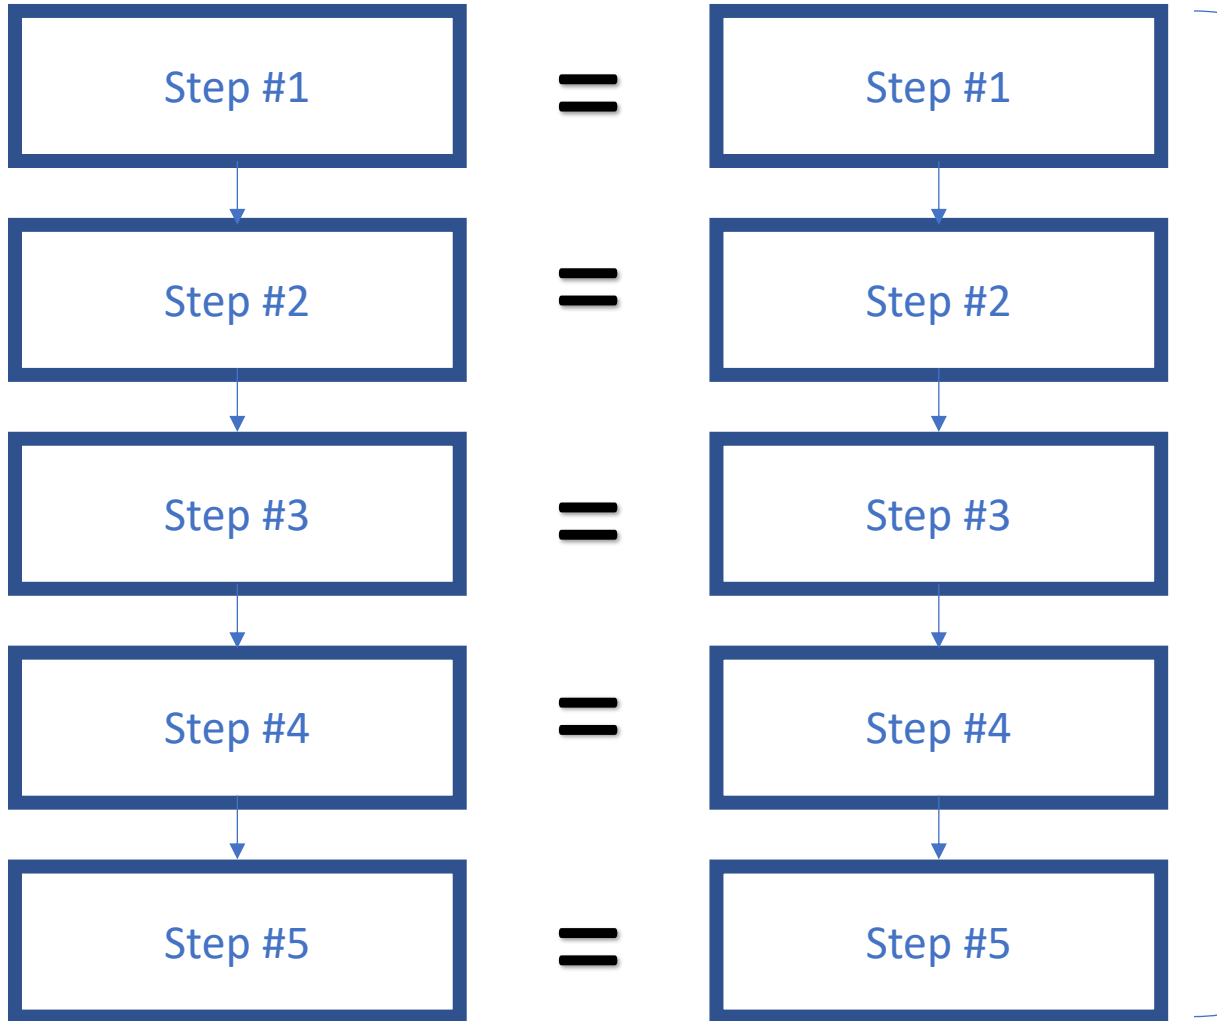 Step #1
=
Step #1
Step #2
=
Step #2
Step #3
=
Step #3
Step #4
=
Step #4
Step #5
=
Step #5